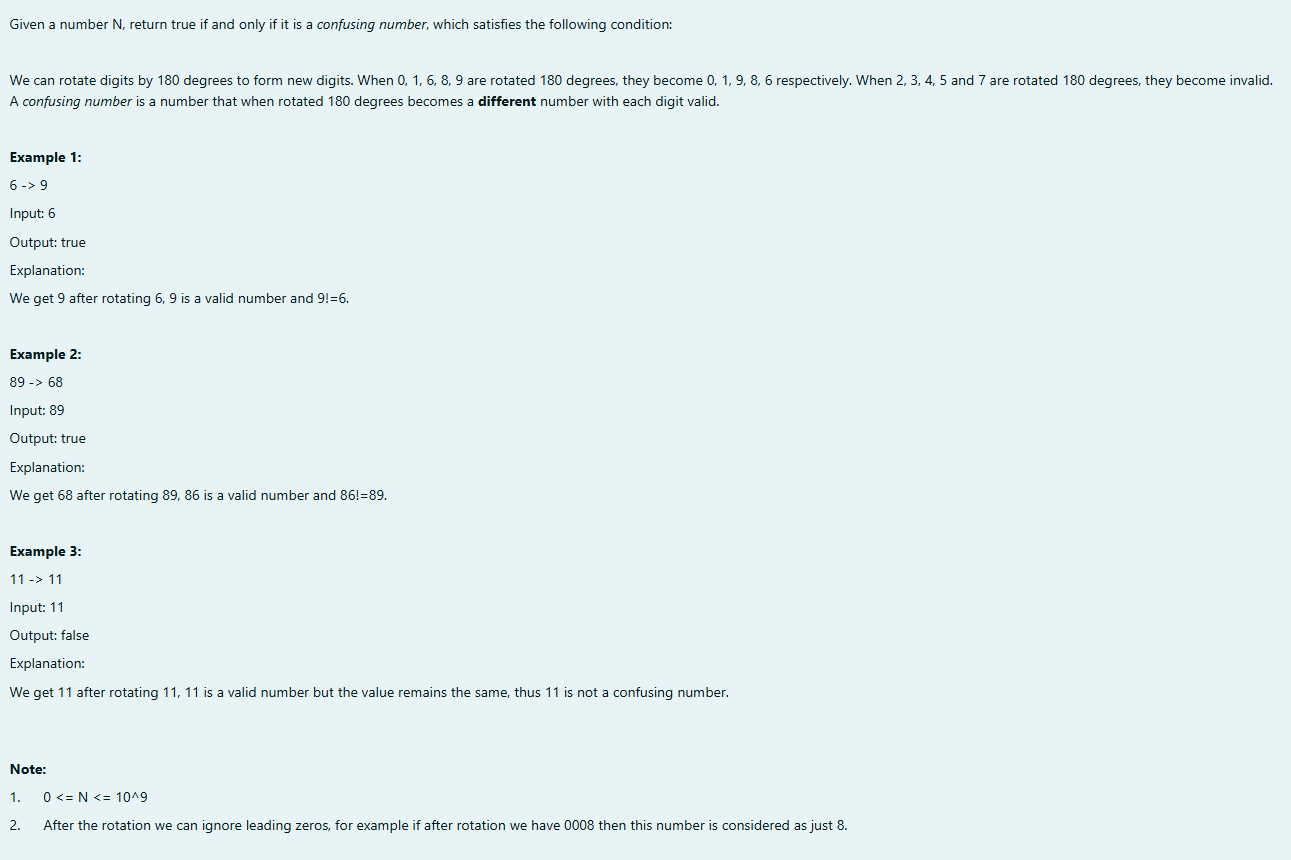 Given a number N, return true if and only if it is a confusing number, which satisfies the following condition:
We can rotate digits by 180 degrees to form new digits. When 0, 1, 6, 8, 9 are rotated 180 degrees, they become 0, 1, 9, 8, 6 respectively. When 2, 3, 4, 5 and 7 are rotated 180 degrees, they become invalid.
A confusing number is a number that when rotated 180 degrees becomes a different number with each digit valid.
Example 1:
6 -> 9
Input: 6
Output: true
Explanation:
We get 9 after rotating 6, 9 is a valid number and 9!=6.
Example 2:
89 -> 68
Input: 89
Output: true
Explanation:
We get 68 after rotating 89, 86 is a valid number and 86!=89.
Example 3:
11 -> 11
Input: 11
Output: false
Explanation:
We get 11 after rotating 11, 11 is a valid number but the value remains the same, thus 11 is not a confusing number.
Note:
1. 0 <= N <= 10^9
2. After the rotation we can ignore leading zeros, for example if after rotation we have 0008 then this number is considered as just 8.